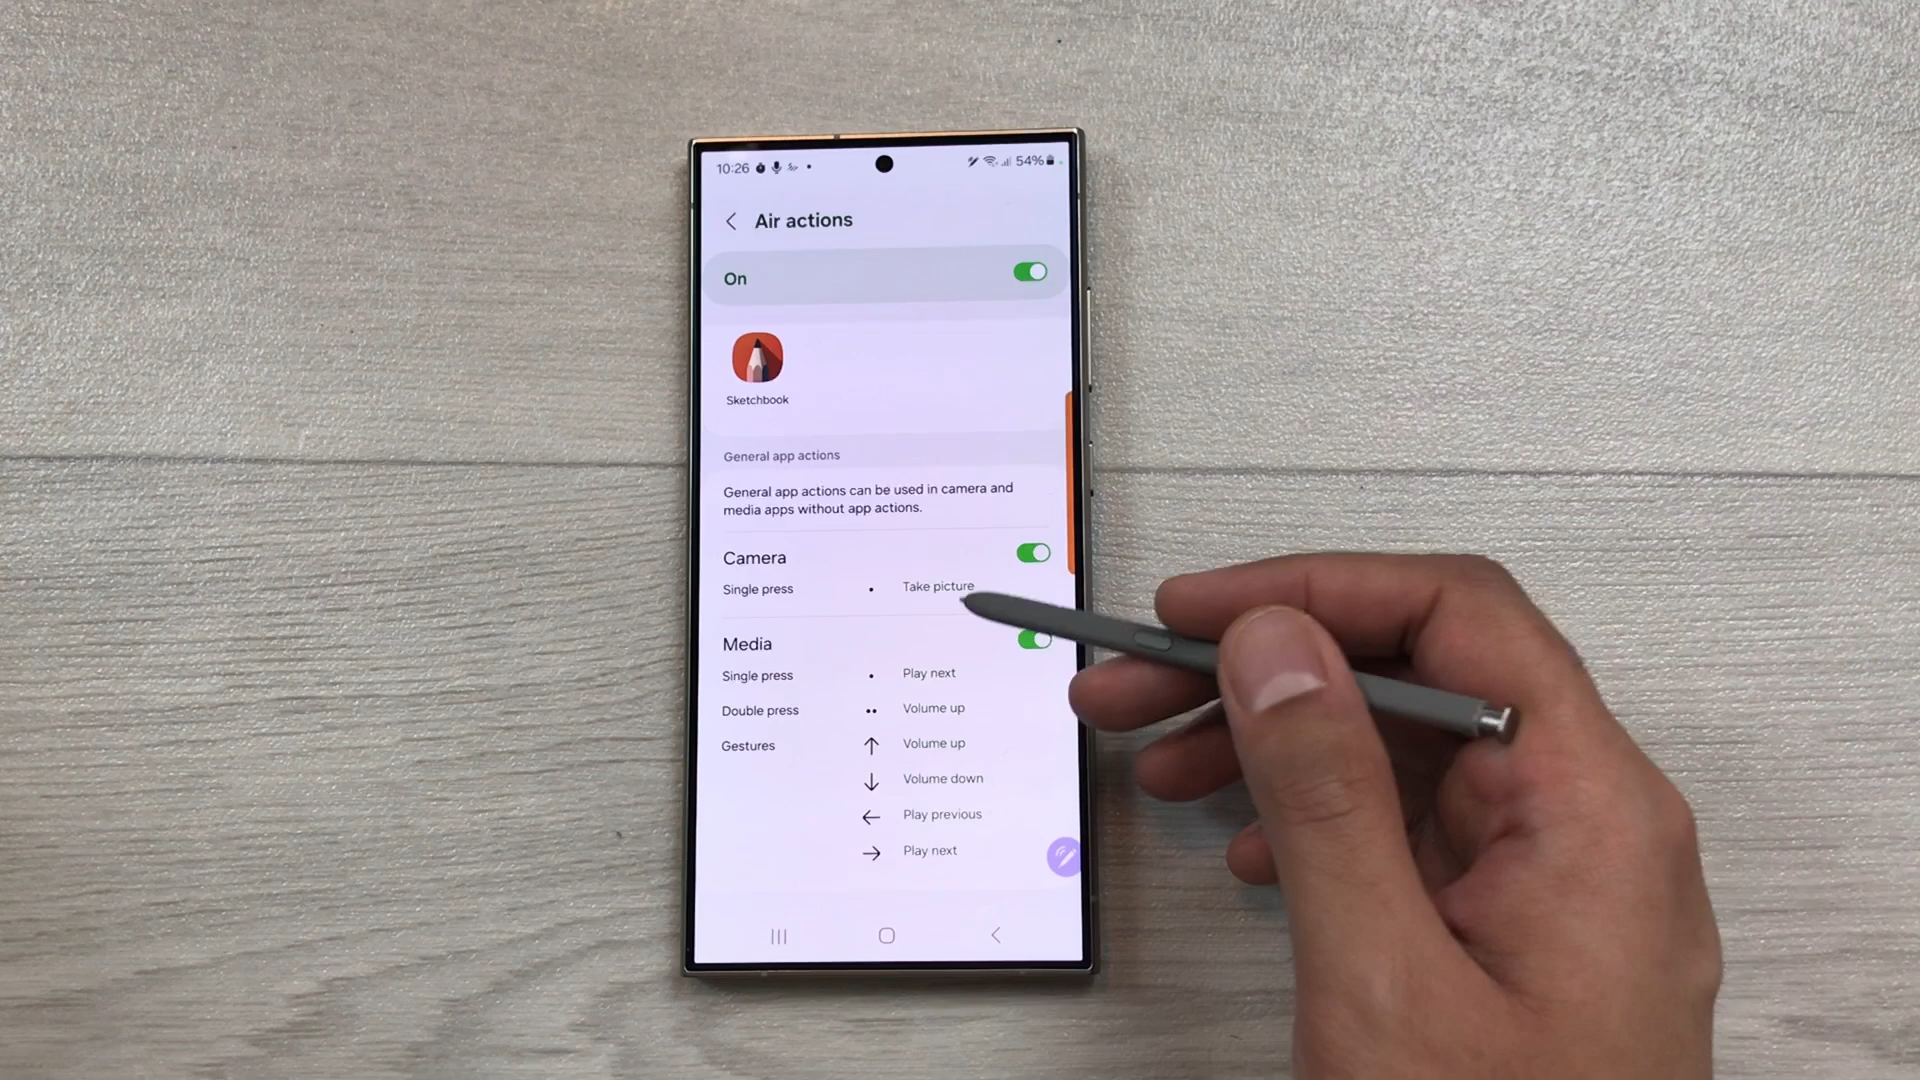 10:26
54%
Air actions
On
Sketchbook
General app actions
General app actions can be used in camera and
media apps without app actions.
Camera
Single press • Take picture
Media
Single press • Play next
Double press •• Volume up
Gestures ↑ Volume up
↓ Volume down
← Play previous
→ Play next